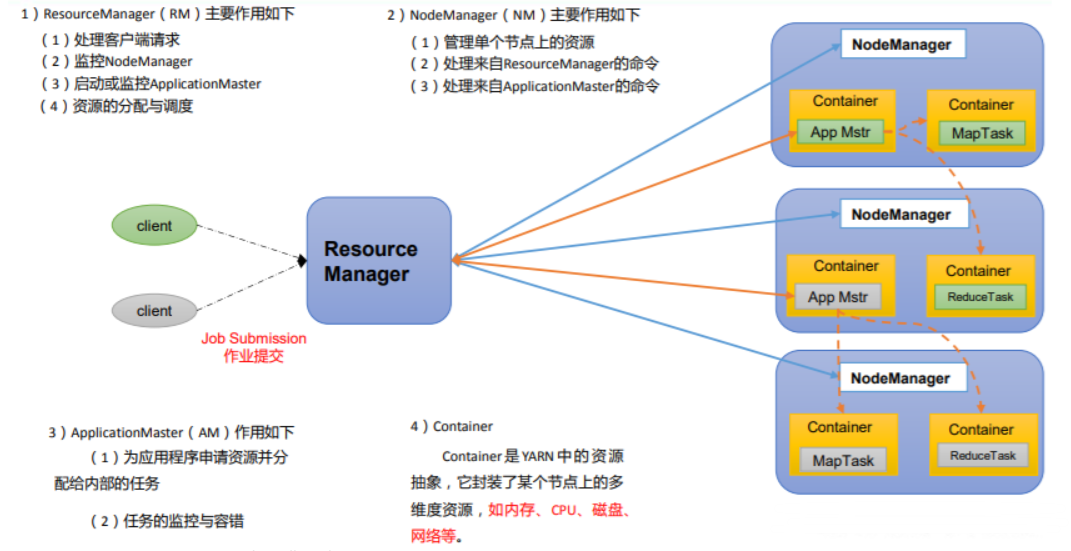 1）ResourceManager（RM）主要作用如下
（1）处理客户端请求
（2）监控NodeManager
（3）启动或监控ApplicationMaster
（4）资源的分配与调度
2）NodeManager（NM）主要作用如下
（1）管理单个节点上的资源
（2）处理来自ResourceManager的命令
（3）处理来自ApplicationMaster的命令
NodeManager
Container
App Mstr
Container
MapTask
client
client
Job Submission
作业提交
Resource
Manager
NodeManager
Container
App Mstr
Container
ReduceTask
NodeManager
Container
MapTask
Container
ReduceTask
3）ApplicationMaster（AM）作用如下
（1）为应用程序申请资源并分
配给内部的任务
（2）任务的监控与容错
4）Container
Container是YARN中的资源
抽象，它封装了某个节点上的多
维度资源，如内存、CPU、磁盘、
网络等。